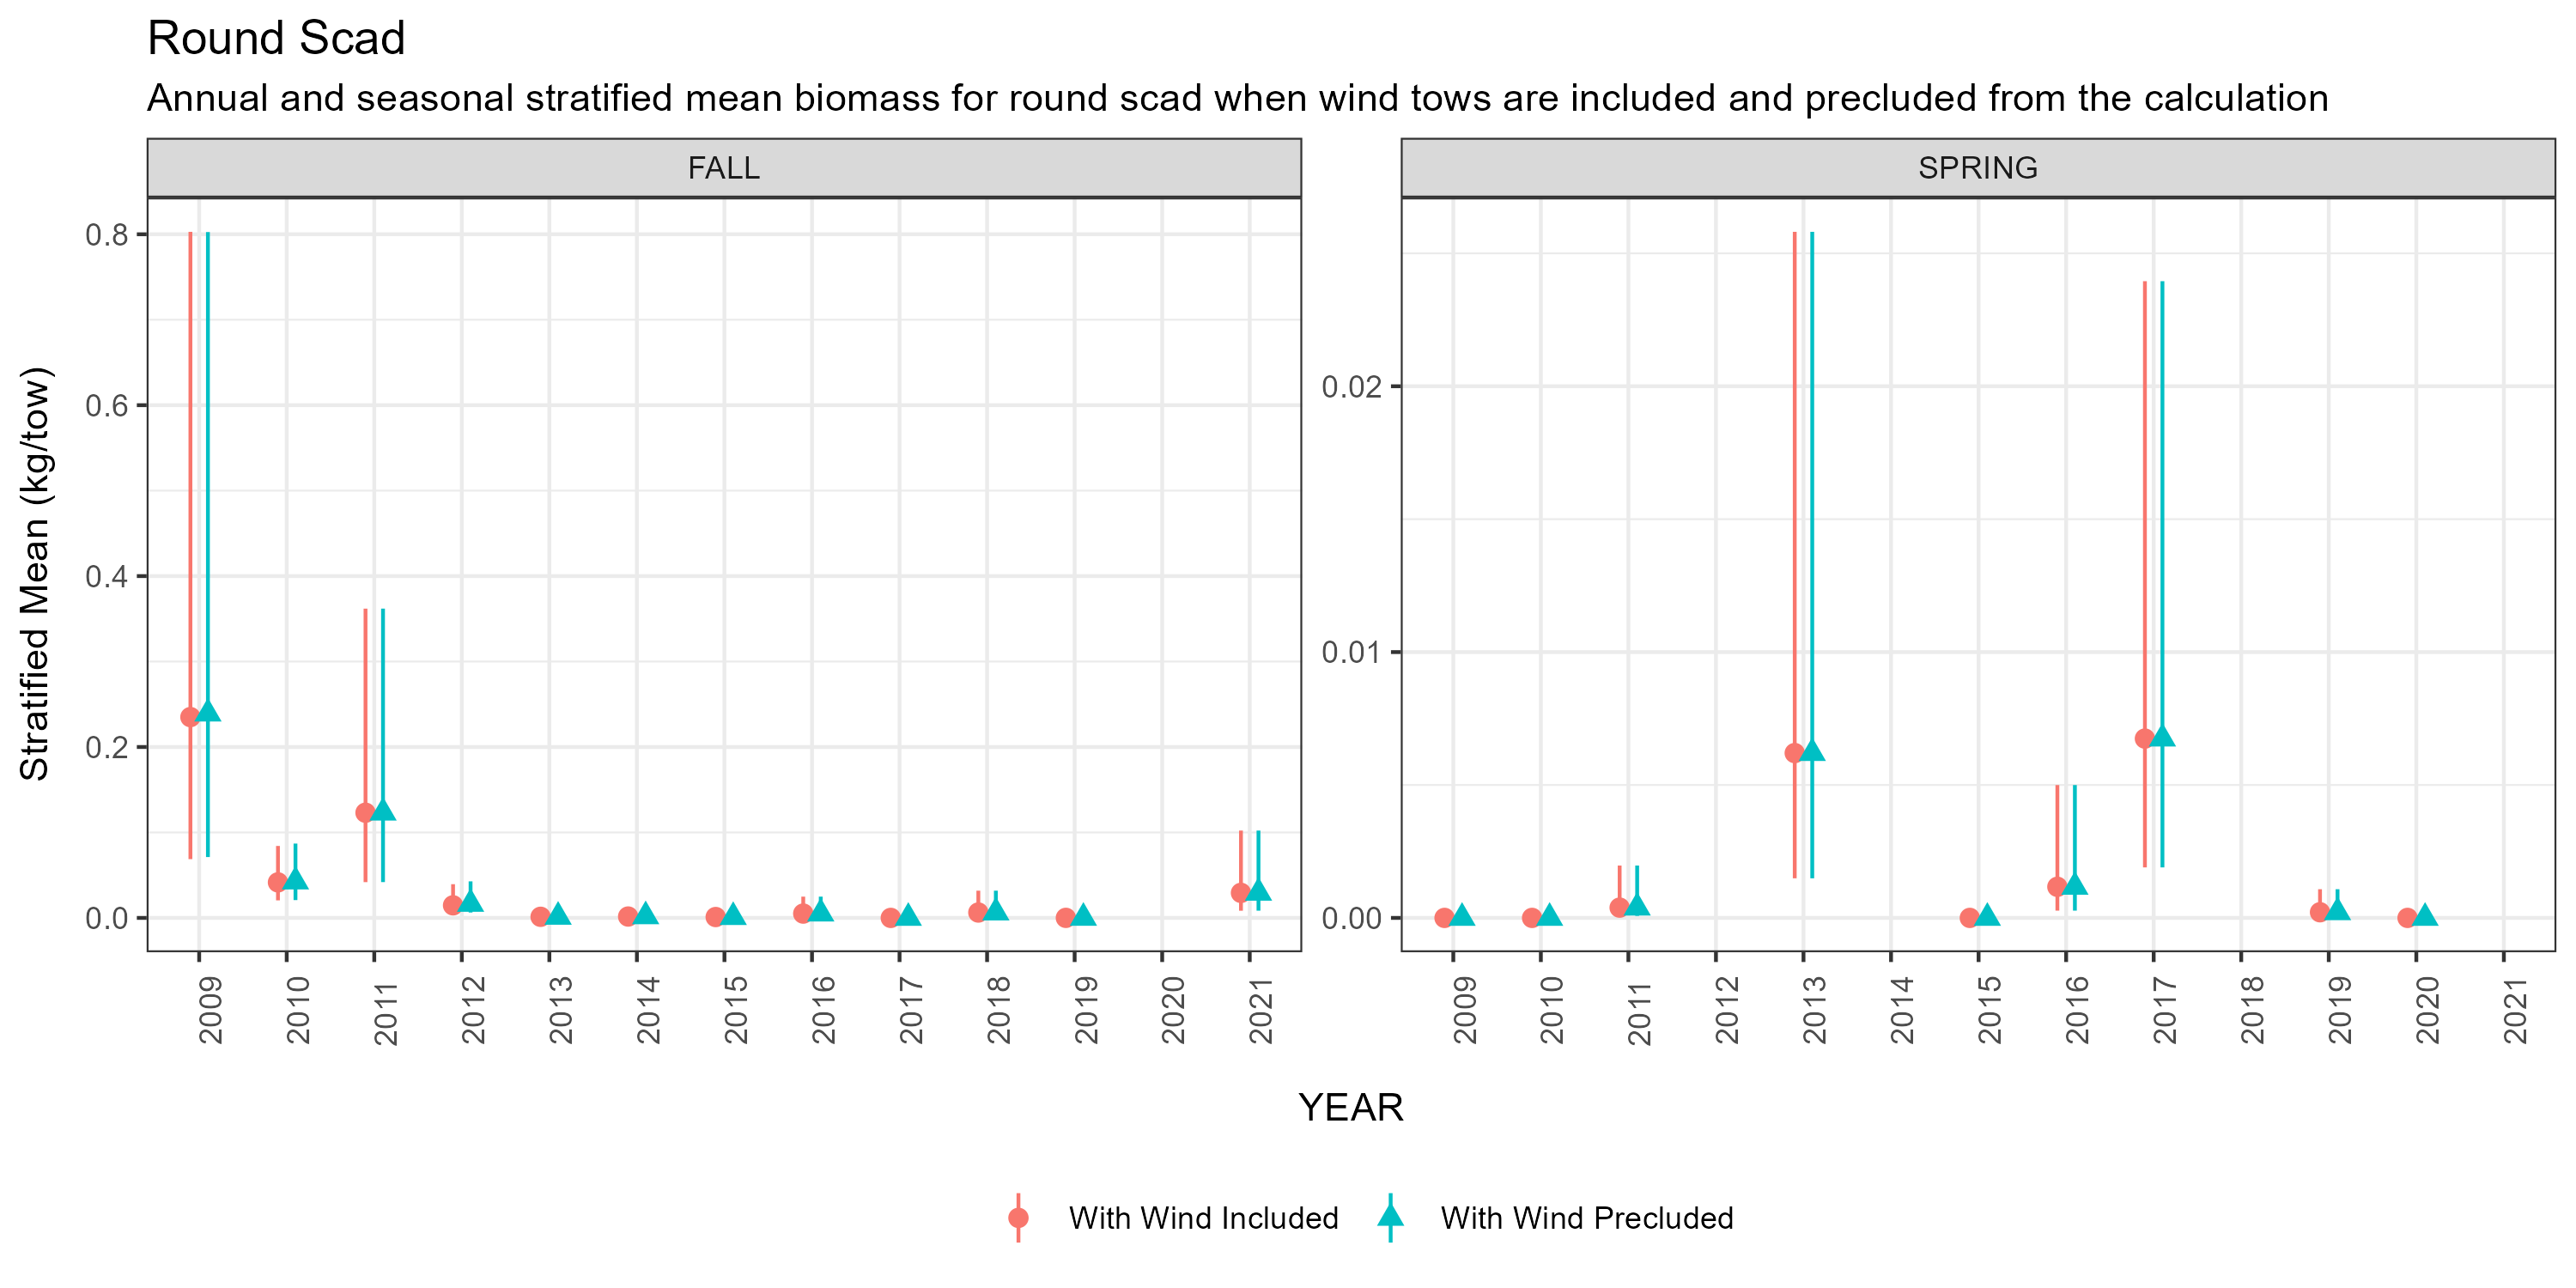 Round Scad
Annual and seasonal stratified mean biomass for round scad when wind tows are included and precluded from the calculation
FALL
SPRING
Stratified Mean (kg/tow)
0.8
0.6
0.4
0.2
0.0
0.02
0.01
0.00
2009 2010 2011 2012 2013 2014 2015 2016 2017 2018 2019 2020 2021
2009 2010 2011 2012 2013 2014 2015 2016 2017 2018 2019 2020 2021
YEAR
With Wind Included
With Wind Precluded